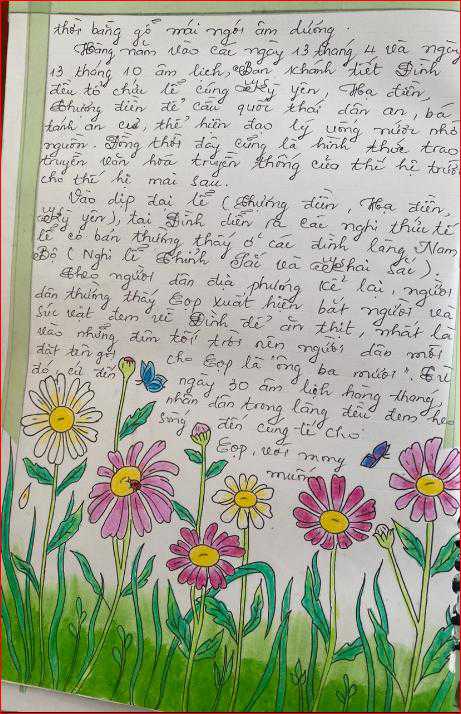 thời bằng gỗ mái ngói âm dương.
Hàng năm vào các ngày 13 tháng 4 và ngày
13 tháng 10 âm lịch, Ban Khánh tiết Đình
đều tổ chức lễ cúng Kỳ yên, Hạ điền,
Thượng điền để cầu quốc thái dân an, bá
tánh an cư, thể hiện đạo lý uống nước nhớ
nguồn. Đồng thời đây cũng là hình thức trao
truyền văn hóa truyền thống của thế hệ trước
cho thế hệ mai sau.
Vào dịp đại lễ (Thượng điền, Hạ điền,
Kỳ yên), tại Đình diễn ra các nghi thức tế
lễ cổ bản thường thấy ở các đình làng Nam
Bộ (Nghi lễ Thỉnh Sắc và Khai sắc).
Theo người dân địa phương kể lại, người
dân thường thấy Cọp xuất hiện bắt người và
súc vật đem về Đình để ăn thịt, nhất là
vào những đêm tối trời nên người dân mới
đặt tên gọi cho Cọp là "ông ba mươi". Từ
đó, cứ đến ngày 30 âm lịch hàng tháng,
nhân dân trong làng đều đem heo
sống đến cúng tế cho
Cọp, với mong
muốn